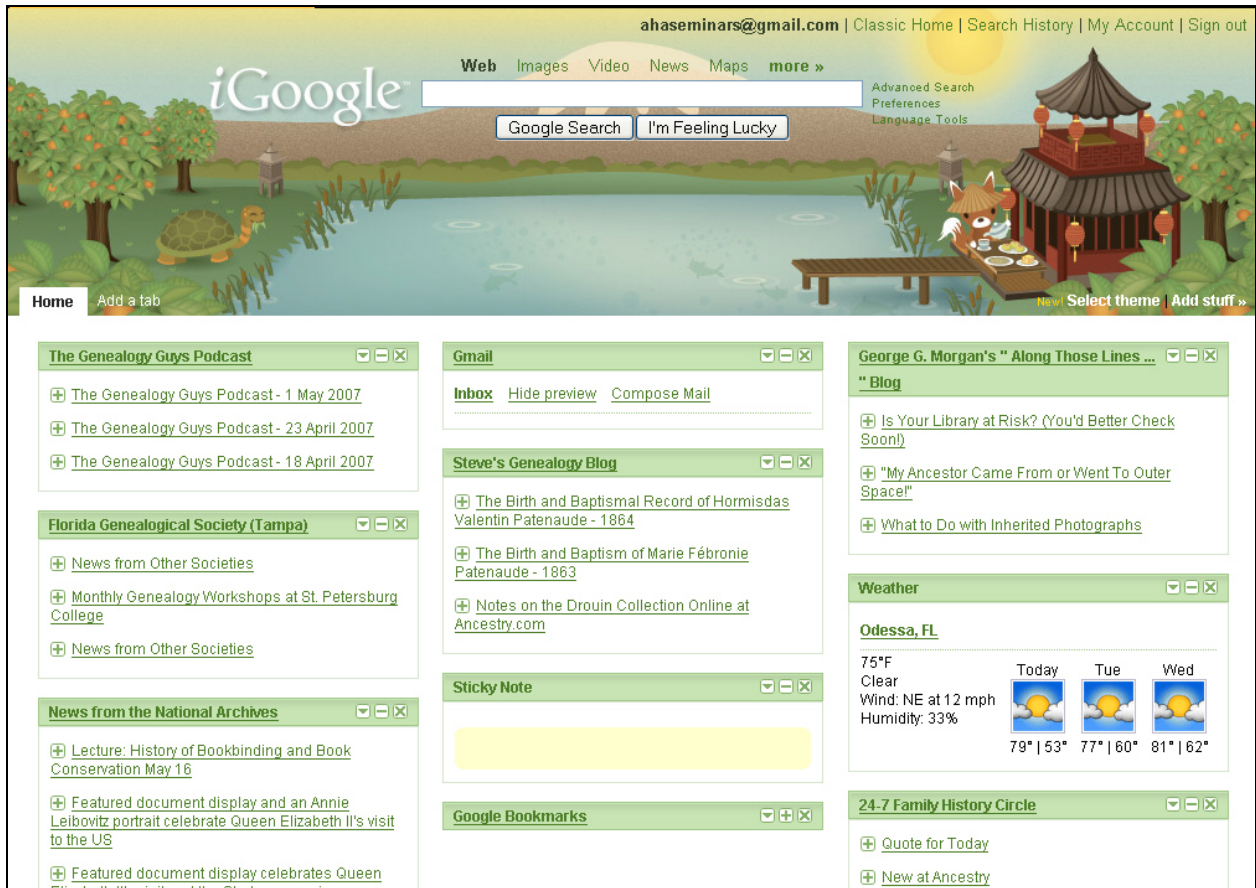 ahaseminars@gmail.com | Classic Home | Search History | My Account | Sign out
iGoogle™
Web Images Video News Maps more »
Advanced Search
Preferences
Language Tools
Google Search I'm Feeling Lucky
Home Add a tab
New! Select theme | Add stuff »
The Genealogy Guys Podcast
The Genealogy Guys Podcast - 1 May 2007
The Genealogy Guys Podcast - 23 April 2007
The Genealogy Guys Podcast - 18 April 2007
Florida Genealogical Society (Tampa)
News from Other Societies
Monthly Genealogy Workshops at St. Petersburg
College
News from Other Societies
News from the National Archives
Lecture: History of Bookbinding and Book
Conservation May 16
Featured document display and an Annie
Leibovitz portrait celebrate Queen Elizabeth II's visit
to the US
Featured document display celebrates Queen
Gmail
Inbox Hide preview Compose Mail
Steve's Genealogy Blog
The Birth and Baptismal Record of Hormisdas
Valentin Patenaude - 1864
The Birth and Baptism of Marie Fébronie
Patenaude - 1863
Notes on the Drouin Collection Online at
Ancestry.com
Sticky Note
Google Bookmarks
George G. Morgan's " Along Those Lines ...
" Blog
Is Your Library at Risk? (You'd Better Check
Soon!)
"My Ancestor Came From or Went To Outer
Space!"
What to Do with Inherited Photographs
Weather
Odessa, FL
75°F
Clear
Wind: NE at 12 mph
Humidity: 33%
Today Tue Wed
79° | 53° 77° | 60° 81° | 62°
24-7 Family History Circle
Quote for Today
New at Ancestry